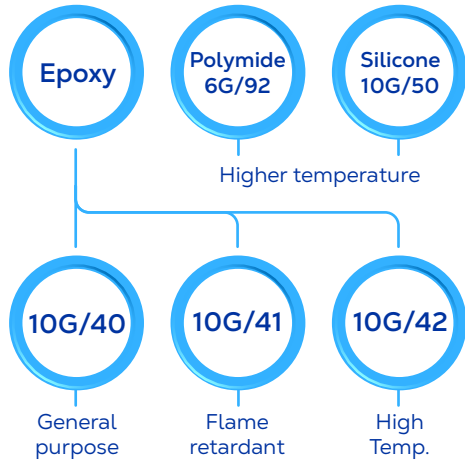 Epoxy
Polymide
6G/92
Silicone
10G/50
Higher temperature
10G/40
10G/41
10G/42
General
purpose
Flame
retardant
High
Temp.